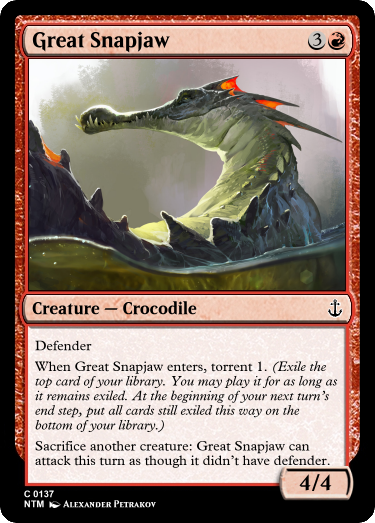 Great Snapjaw 3
Creature — Crocodile
Defender
When Great Snapjaw enters, torrent 1. (Exile the
top card of your library. You may play it for as long as
it remains exiled. At the beginning of your next turn's
end step, put all cards still exiled this way on the
bottom of your library.)
Sacrifice another creature: Great Snapjaw can
attack this turn as though it didn't have defender.
4/4
C 0137
NTM Alexander Petrakov